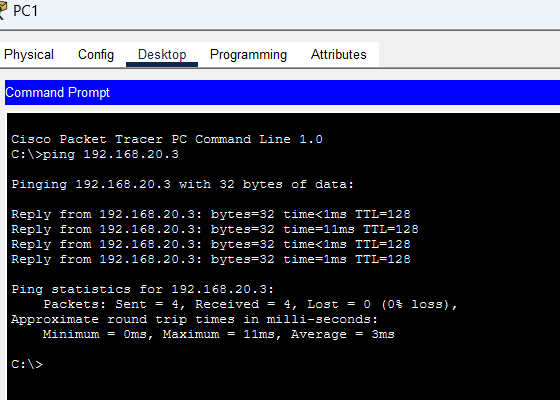 PC1
Physical Config Desktop Programming Attributes
Command Prompt
Cisco Packet Tracer PC Command Line 1.0
C:\>ping 192.168.20.3
Pinging 192.168.20.3 with 32 bytes of data:
Reply from 192.168.20.3: bytes=32 time<1ms TTL=128
Reply from 192.168.20.3: bytes=32 time=11ms TTL=128
Reply from 192.168.20.3: bytes=32 time<1ms TTL=128
Reply from 192.168.20.3: bytes=32 time=1ms TTL=128
Ping statistics for 192.168.20.3:
    Packets: Sent = 4, Received = 4, Lost = 0 (0% loss),
Approximate round trip times in milli-seconds:
    Minimum = 0ms, Maximum = 11ms, Average = 3ms
C:\>